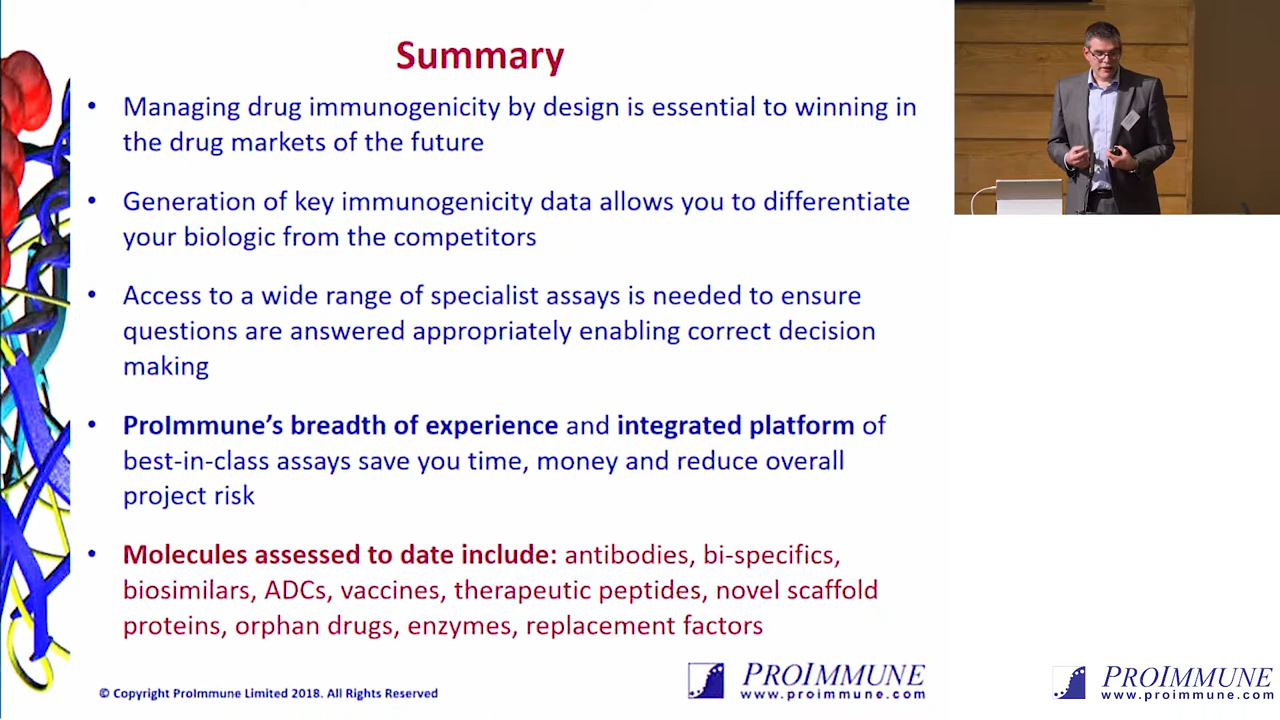 Summary
• Managing drug immunogenicity by design is essential to winning in
the drug markets of the future
• Generation of key immunogenicity data allows you to differentiate
your biologic from the competitors
• Access to a wide range of specialist assays is needed to ensure
questions are answered appropriately enabling correct decision
making
• ProImmune’s breadth of experience and integrated platform of
best-in-class assays save you time, money and reduce overall
project risk
• Molecules assessed to date include: antibodies, bi-specifics,
biosimilars, ADCs, vaccines, therapeutic peptides, novel scaffold
proteins, orphan drugs, enzymes, replacement factors
© Copyright ProImmune Limited 2018. All Rights Reserved
PROIMMUNE
www.proimmune.com
PROIMMUNE
www.proimmune.com